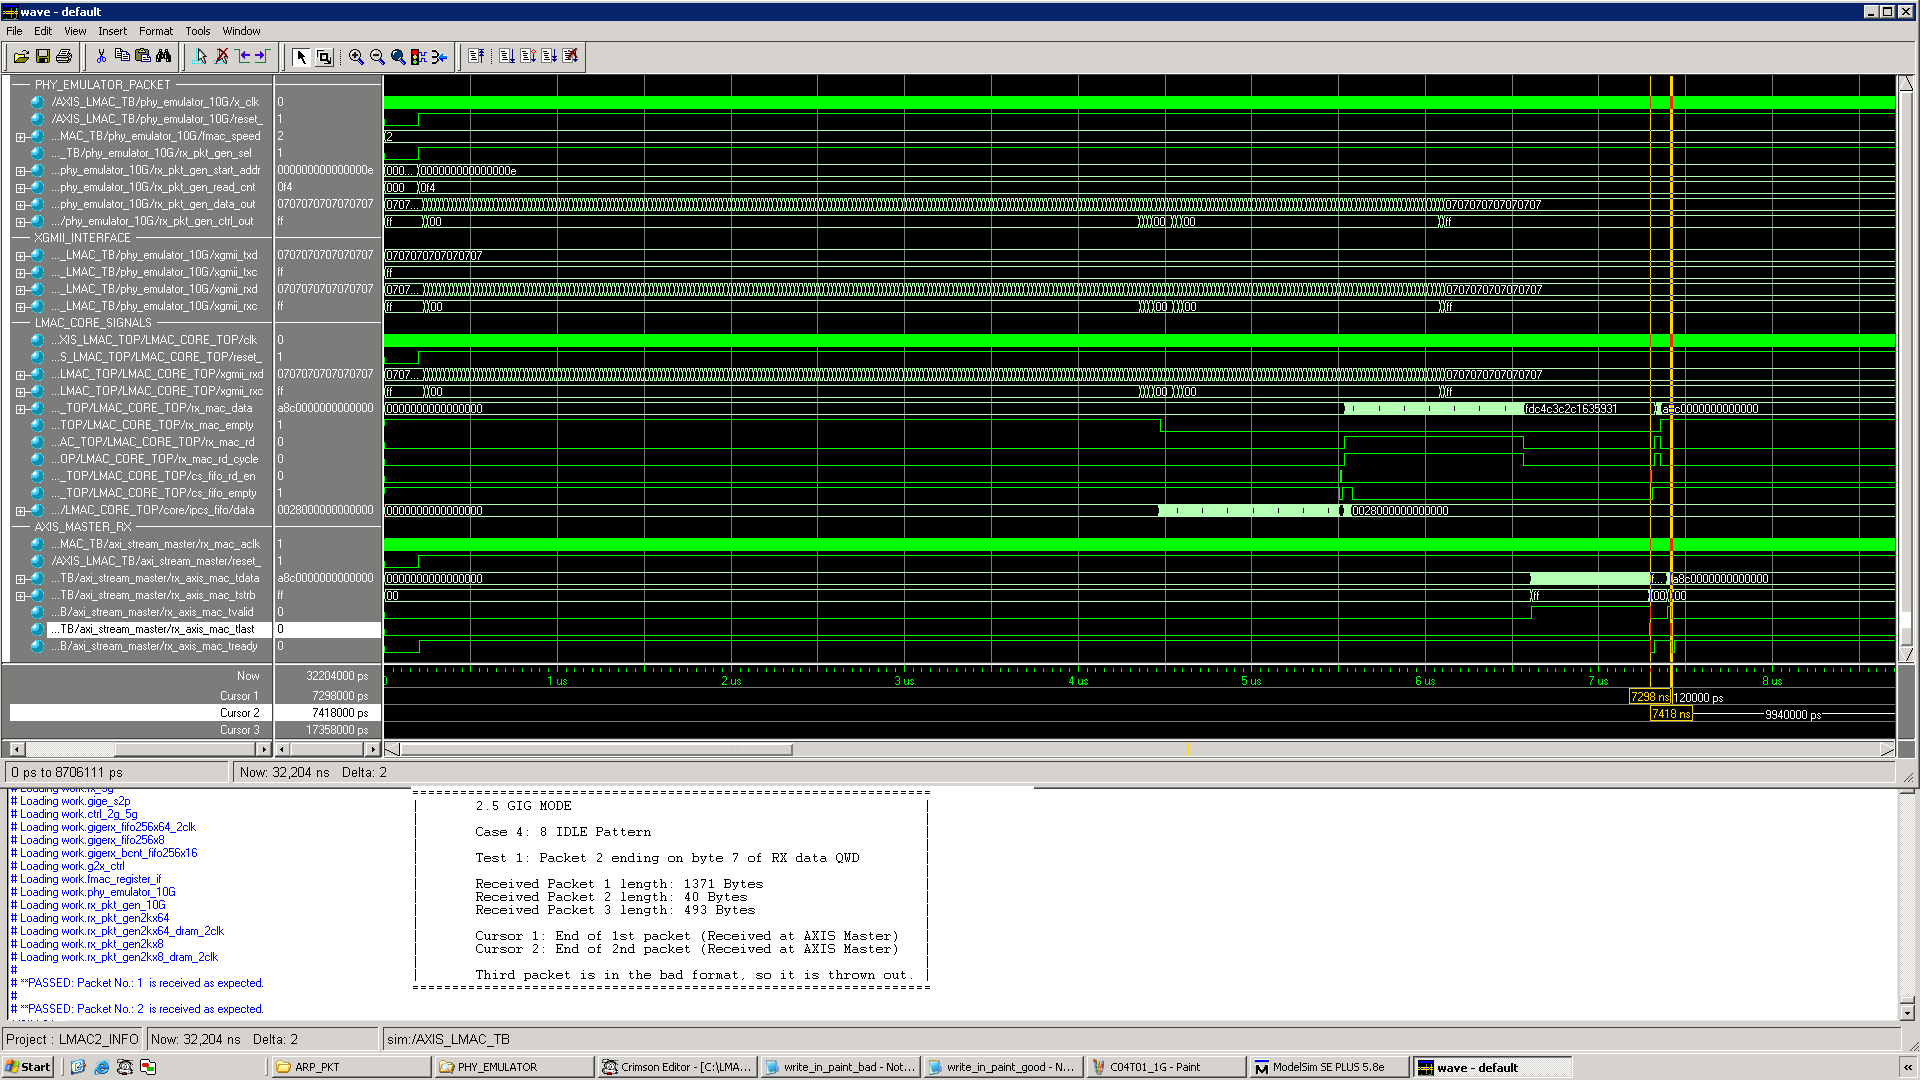 wave - default
File Edit View Insert Format Tools Window
PHY_EMULATOR_PACKET
/AXIS_LMAC_TB/phy_emulator_10G/x_clk 0
/AXIS_LMAC_TB/phy_emulator_10G/reset_ 1
...MAC_TB/phy_emulator_10G/fmac_speed 2 2
..._TB/phy_emulator_10G/rx_pkt_gen_sel 1
...phy_emulator_10G/rx_pkt_gen_start_addr 000000000000000e 000... 000000000000000e
...phy_emulator_10G/rx_pkt_gen_read_cnt 0f4 000 0f4
...phy_emulator_10G/rx_pkt_gen_data_out 0707070707070707 0707... 0707070707070707
.../phy_emulator_10G/rx_pkt_gen_ctrl_out ff ff 00 00 00 ff
XGMII_INTERFACE
..._LMAC_TB/phy_emulator_10G/xgmii_txd 0707070707070707 0707070707070707
..._LMAC_TB/phy_emulator_10G/xgmii_txc ff ff
..._LMAC_TB/phy_emulator_10G/xgmii_rxd 0707070707070707 0707... 0707070707070707
..._LMAC_TB/phy_emulator_10G/xgmii_rxc ff ff 00 00 00 ff
LMAC_CORE_SIGNALS
...XIS_LMAC_TOP/LMAC_CORE_TOP/clk 0
...S_LMAC_TOP/LMAC_CORE_TOP/reset_ 1
...LMAC_TOP/LMAC_CORE_TOP/xgmii_rxd 0707070707070707 0707... 0707070707070707
...LMAC_TOP/LMAC_CORE_TOP/xgmii_rxc ff ff 00 00 00 ff
..._TOP/LMAC_CORE_TOP/rx_mac_data a8c0000000000000 0000000000000000 fdc4c3c2c1635931
...TOP/LMAC_CORE_TOP/rx_mac_empty 1
...AC_TOP/LMAC_CORE_TOP/rx_mac_rd 0
...OP/LMAC_CORE_TOP/rx_mac_rd_cycle 0
..._TOP/LMAC_CORE_TOP/cs_fifo_rd_en 0
..._TOP/LMAC_CORE_TOP/cs_fifo_empty 1
.../LMAC_CORE_TOP/core/ipcs_fifo/data 0028000000000000 0000000000000000 0028000000000000
AXIS_MASTER_RX
...MAC_TB/axi_stream_master/rx_mac_aclk 1
/AXIS_LMAC_TB/axi_stream_master/reset_ 1
...TB/axi_stream_master/rx_axis_mac_tdata a8c0000000000000 0000000000000000 f... a8c0000000000000
...TB/axi_stream_master/rx_axis_mac_tstrb ff 00 ff 00 00
...B/axi_stream_master/rx_axis_mac_tvalid 0
...TB/axi_stream_master/rx_axis_mac_tlast 0
...B/axi_stream_master/rx_axis_mac_tready 0
Now 32204000 ps 1 us 2 us 3 us 4 us 5 us 6 us 7 us 8 us
Cursor 1 7298000 ps 7298 ns 120000 ps
Cursor 2 7418000 ps 7418 ns 9940000 ps
Cursor 3 17358000 ps
0 ps to 8706111 ps Now: 32,204 ns Delta: 2
# Loading work.gige_s2p
# Loading work.ctrl_2g_5g
# Loading work.gigerx_fifo256x64_2clk
# Loading work.gigerx_fifo256x8
# Loading work.gigerx_bcnt_fifo256x16
# Loading work.g2x_ctrl
# Loading work.fmac_register_if
# Loading work.phy_emulator_10G
# Loading work.rx_pkt_gen_10G
# Loading work.rx_pkt_gen2kx64
# Loading work.rx_pkt_gen2kx64_dram_2clk
# Loading work.rx_pkt_gen2kx8
# Loading work.rx_pkt_gen2kx8_dram_2clk
#
# **PASSED: Packet No.: 1 is received as expected.
#
# **PASSED: Packet No.: 2 is received as expected.
2.5 GIG MODE
Case 4: 8 IDLE Pattern
Test 1: Packet 2 ending on byte 7 of RX data QWD
Received Packet 1 length: 1371 Bytes
Received Packet 2 length: 40 Bytes
Received Packet 3 length: 493 Bytes
Cursor 1: End of 1st packet (Received at AXIS Master)
Cursor 2: End of 2nd packet (Received at AXIS Master)
Third packet is in the bad format, so it is thrown out.
Project : LMAC2_INFO Now: 32,204 ns Delta: 2 sim:/AXIS_LMAC_TB
Start ARP_PKT PHY_EMULATOR Crimson Editor - [C:\LMA... write_in_paint_bad - Not... write_in_paint_good - N... C04T01_1G - Paint ModelSim SE PLUS 5.8e wave - default